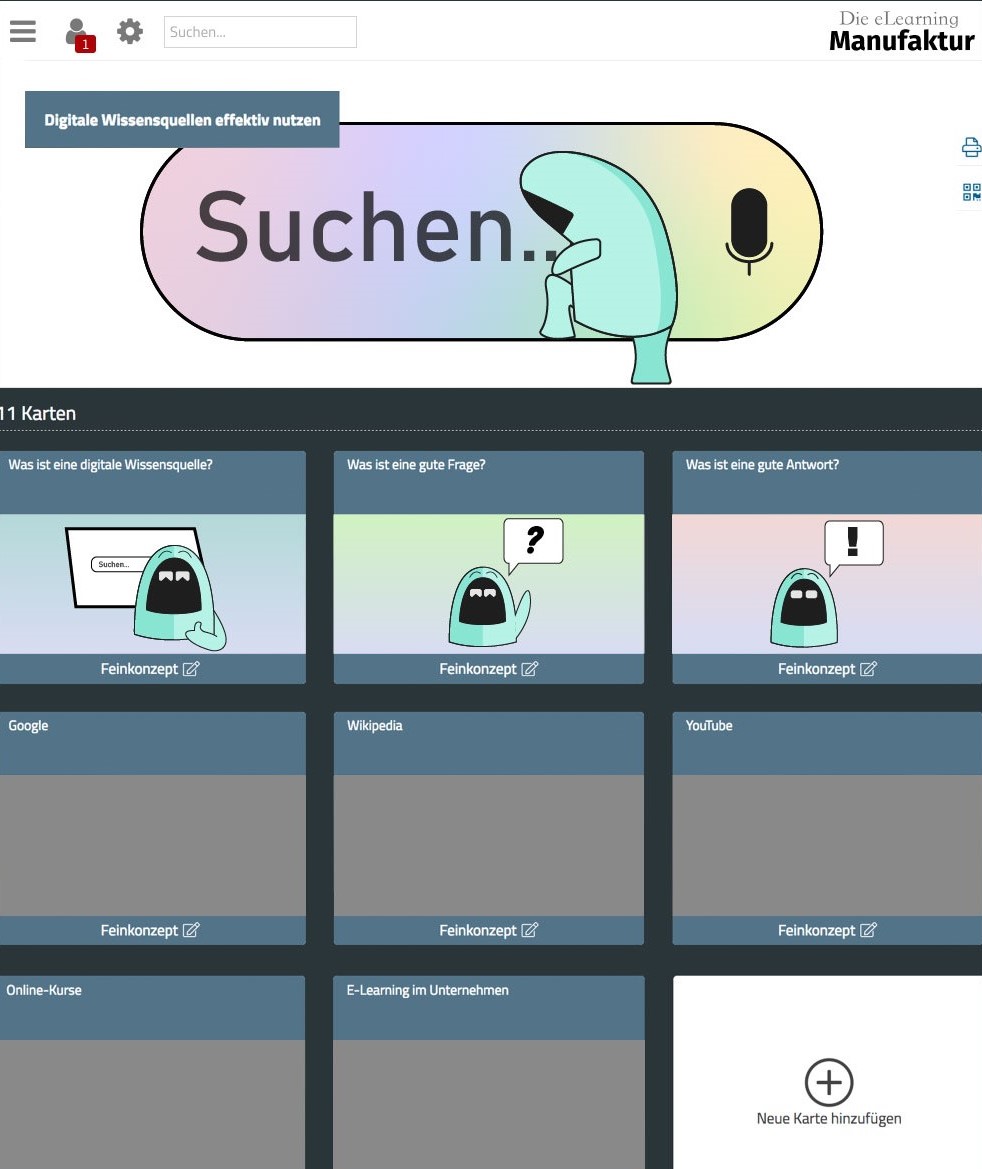 1
Suchen...
Die eLearning
Manufaktur
Digitale Wissensquellen effektiv nutzen
Suchen..
11 Karten
Was ist eine digitale Wissensquelle?
Was ist eine gute Frage?
Was ist eine gute Antwort?
Suchen...
?
!
Feinkonzept
Feinkonzept
Feinkonzept
Google
Wikipedia
YouTube
Feinkonzept
Feinkonzept
Feinkonzept
Online-Kurse
E-Learning im Unternehmen
Neue Karte hinzufügen